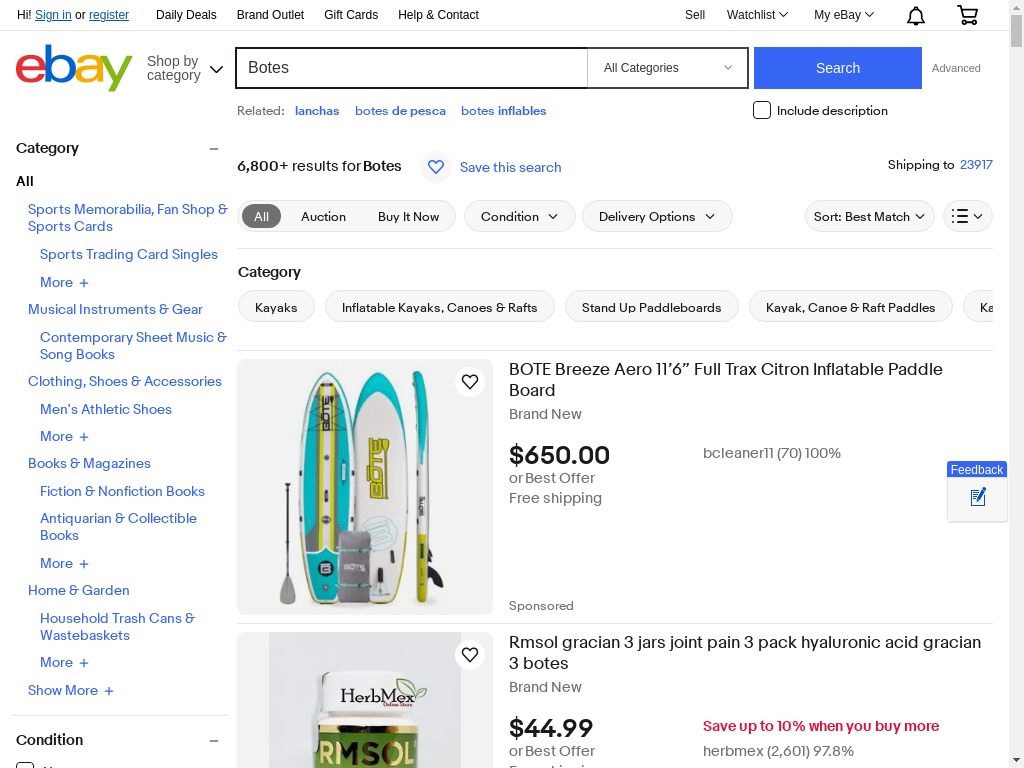 Hi! Sign in or register
Daily Deals
Brand Outlet
Gift Cards
Help & Contact
Sell
Watchlist
My eBay
ebay
Shop by category
Botes
All Categories
Search
Advanced
Related: lanchas botes de pesca botes inflables
Include description
Category
All
Sports Memorabilia, Fan Shop & Sports Cards
Sports Trading Card Singles
More
Musical Instruments & Gear
Contemporary Sheet Music & Song Books
Clothing, Shoes & Accessories
Men's Athletic Shoes
More
Books & Magazines
Fiction & Nonfiction Books
Antiquarian & Collectible Books
More
Home & Garden
Household Trash Cans & Wastebaskets
More
Show More
Condition
6,800+ results for Botes
Save this search
Shipping to 23917
All
Auction
Buy It Now
Condition
Delivery Options
Sort: Best Match
Category
Kayaks
Inflatable Kayaks, Canoes & Rafts
Stand Up Paddleboards
Kayak, Canoe & Raft Paddles
BOTE
BOTE
BOTE
BOTE Breeze Aero 11'6" Full Trax Citron Inflatable Paddle
Board
Brand New
$650.00
or Best Offer
Free shipping
bcleaner11 (70) 100%
Sponsored
Feedback
HerbMex
Online Store
RMSOL
Rmsol gracian 3 jars joint pain 3 pack hyaluronic acid gracian
3 botes
Brand New
$44.99
or Best Offer
Save up to 10% when you buy more
herbmex (2,601) 97.8%